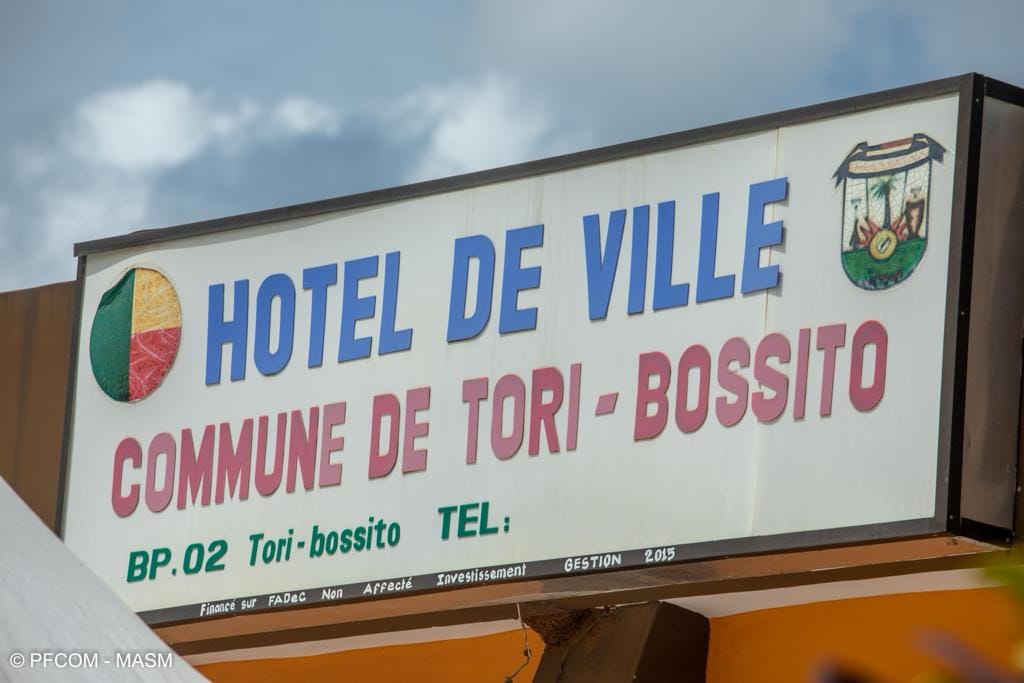 HOTEL DE VILLE
COMMUNE DE TORI - BOSSITO
BP.02 Tori-bossito TEL:
Financé sur FADeC Non Affecté Investissement GESTION 2015
© PFCOM - MASM